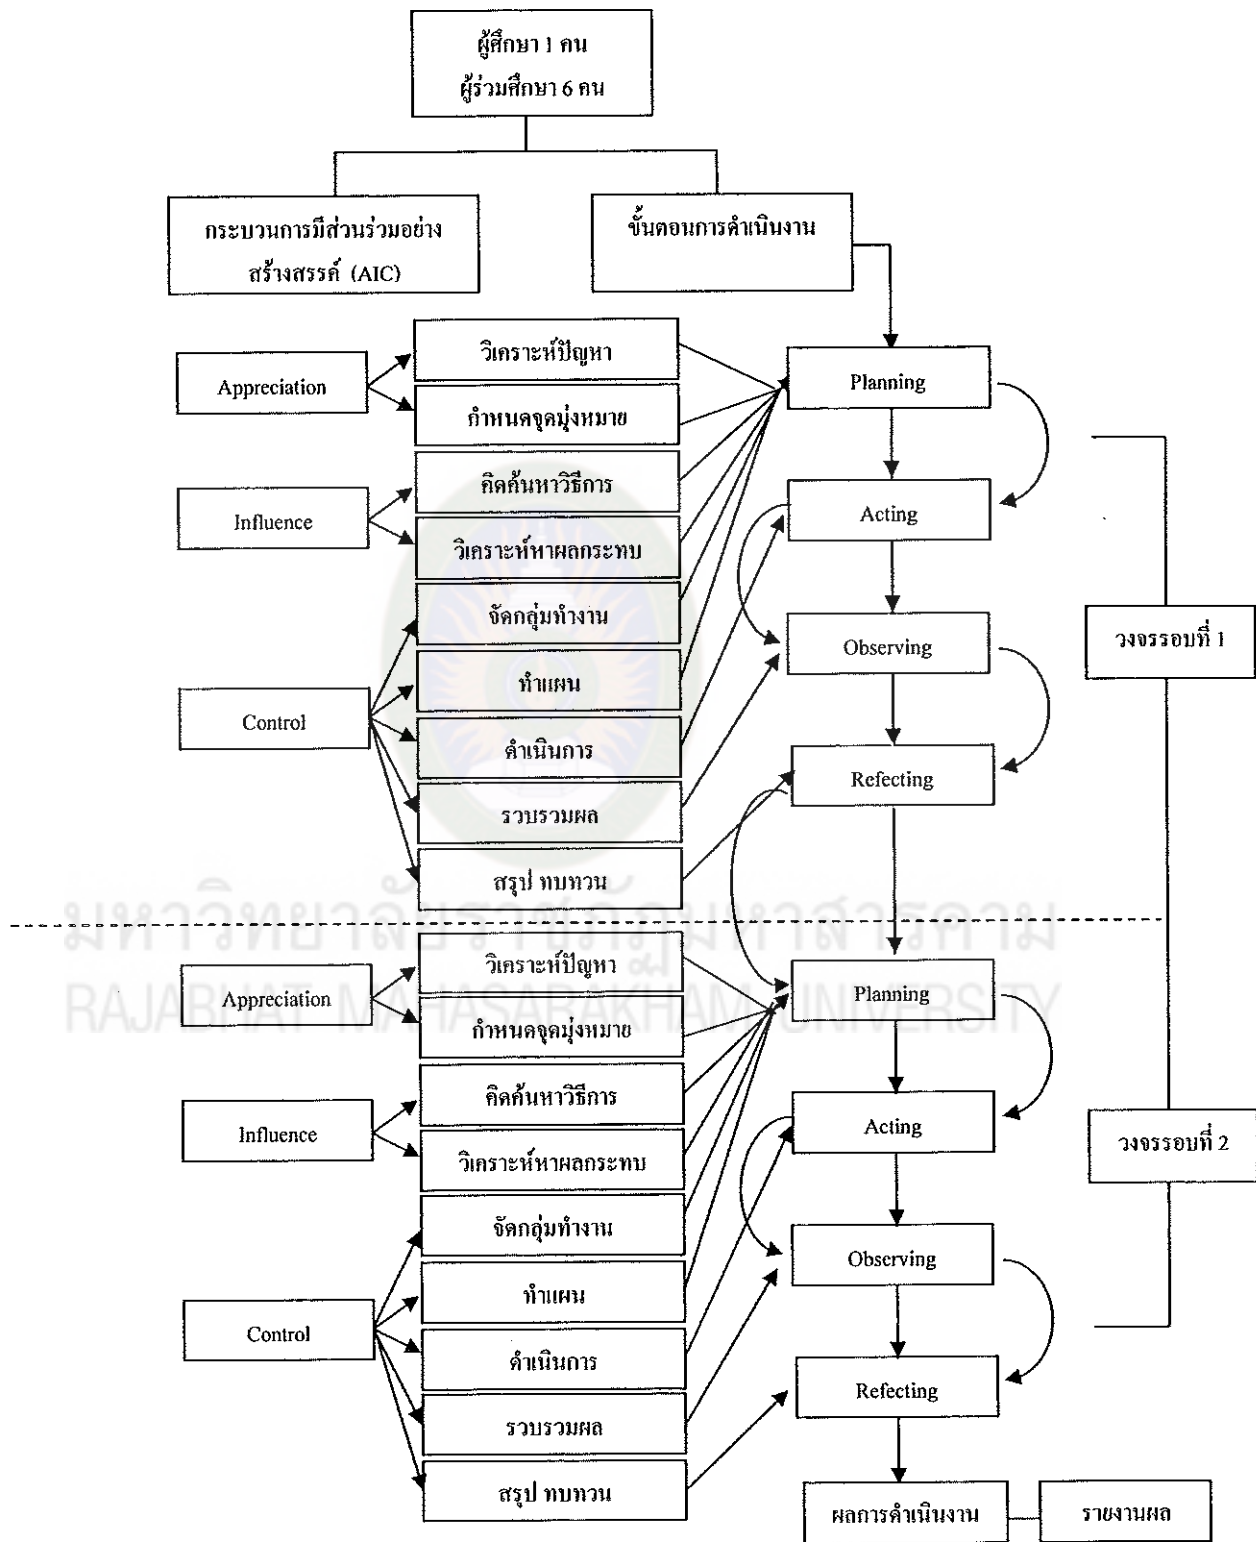 ผู้ศึกษา 1 คน
ผู้ร่วมศึกษา 6 คน
กระบวนการมีส่วนร่วมอย่าง
สร้างสรรค์ (AIC)
ขั้นตอนการดำเนินงาน
Appreciation
วิเคราะห์ปัญหา
กำหนดจุดมุ่งหมาย
Planning
Influence
คิดค้นหาวิธีการ
วิเคราะห์หาผลกระทบ
Acting
Control
จัดกลุ่มทำงาน
ทำแผน
ดำเนินการ
รวบรวมผล
สรุป ทบทวน
Observing
Refecting
วงจรรอบที่ 1
มหาวิทยาลัยราชภัฏมหาสารคาม
RAJABHAT MAHASARAKHAM UNIVERSITY
Appreciation
วิเคราะห์ปัญหา
กำหนดจุดมุ่งหมาย
Planning
Influence
คิดค้นหาวิธีการ
วิเคราะห์หาผลกระทบ
Acting
วงจรรอบที่ 2
Control
จัดกลุ่มทำงาน
ทำแผน
ดำเนินการ
รวบรวมผล
สรุป ทบทวน
Observing
Refecting
ผลการดำเนินงาน
รายงานผล